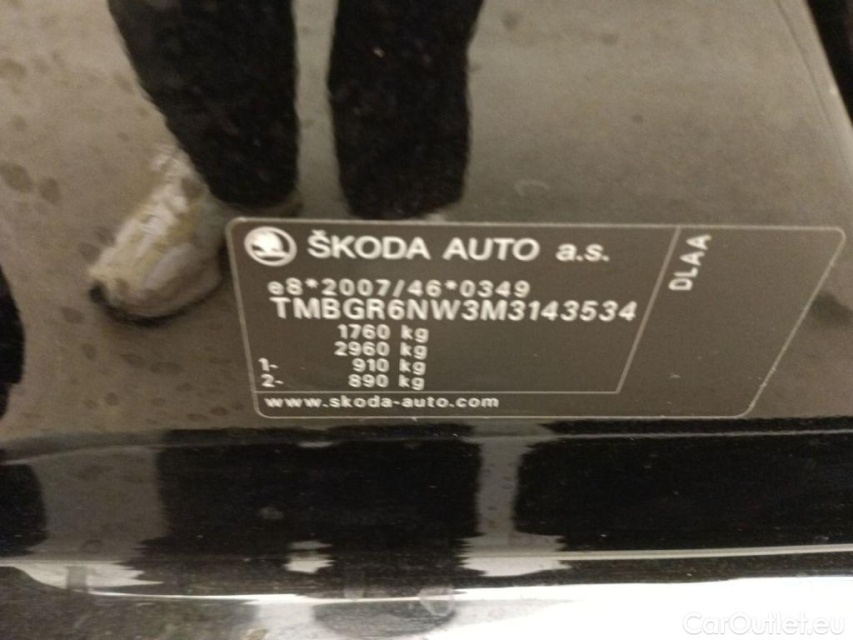 ŠKODA AUTO a.s.
DLAA
e8*2007/46*0349
TMBGR6NW3M3143534
1760 kg
2960 kg
1- 910 kg
2- 890 kg
www.skoda-auto.com
CarOutlet.eu